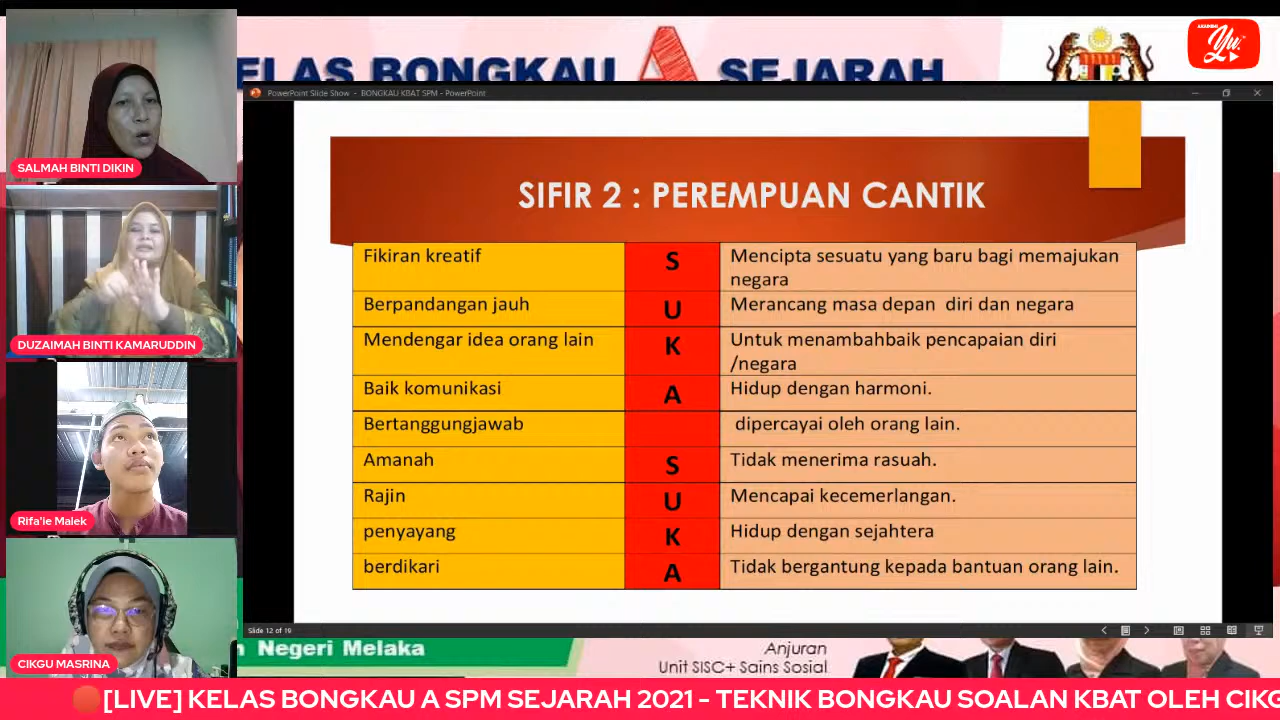 KELAS BONGKAU A SEJARAH
AKADEMI
Yu
PowerPoint Slide Show - BONGKAU KBAT SPM - PowerPoint
SALMAH BINTI DIKIN
DUZAIMAH BINTI KAMARUDDIN
Rifa'ie Malek
CIKGU MASRINA
SIFIR 2 : PEREMPUAN CANTIK
Fikiran kreatif S Mencipta sesuatu yang baru bagi memajukan
negara
Berpandangan jauh U Merancang masa depan diri dan negara
Mendengar idea orang lain K Untuk menambahbaik pencapaian diri
/negara
Baik komunikasi A Hidup dengan harmoni.
Bertanggungjawab dipercayai oleh orang lain.
Amanah S Tidak menerima rasuah.
Rajin U Mencapai kecemerlangan.
penyayang K Hidup dengan sejahtera
berdikari A Tidak bergantung kepada bantuan orang lain.
Slide 12 of 19
n Negeri Melaka
Anjuran
Unit SISC+ Sains Sosial
[LIVE] KELAS BONGKAU A SPM SEJARAH 2021 - TEKNIK BONGKAU SOALAN KBAT OLEH CIKG